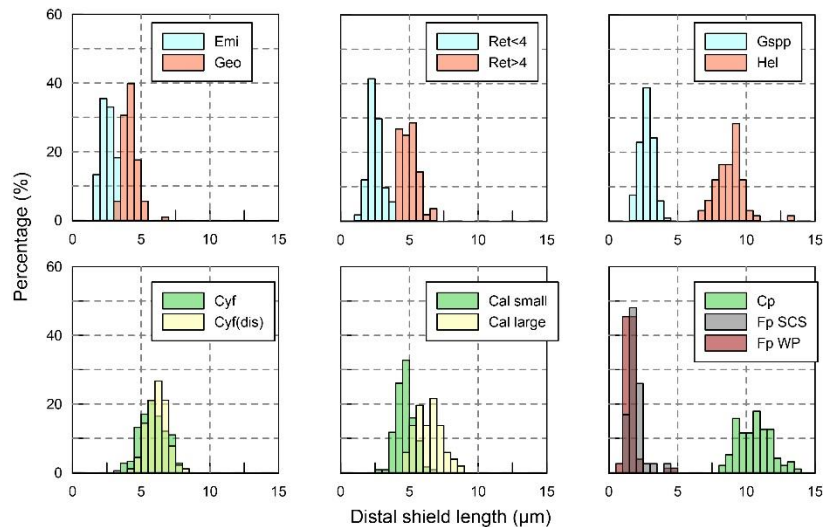 60
40
20
0
Emi
Geo
0 5 10 15
Ret<4
Ret>4
0 5 10 15
Gspp
Hel
0 5 10 15
Percentage (%)
60
40
20
0
Cyf
Cyf(dis)
0 5 10 15
Cal small
Cal large
0 5 10 15
Cp
Fp SCS
Fp WP
0 5 10 15
Distal shield length (µm)